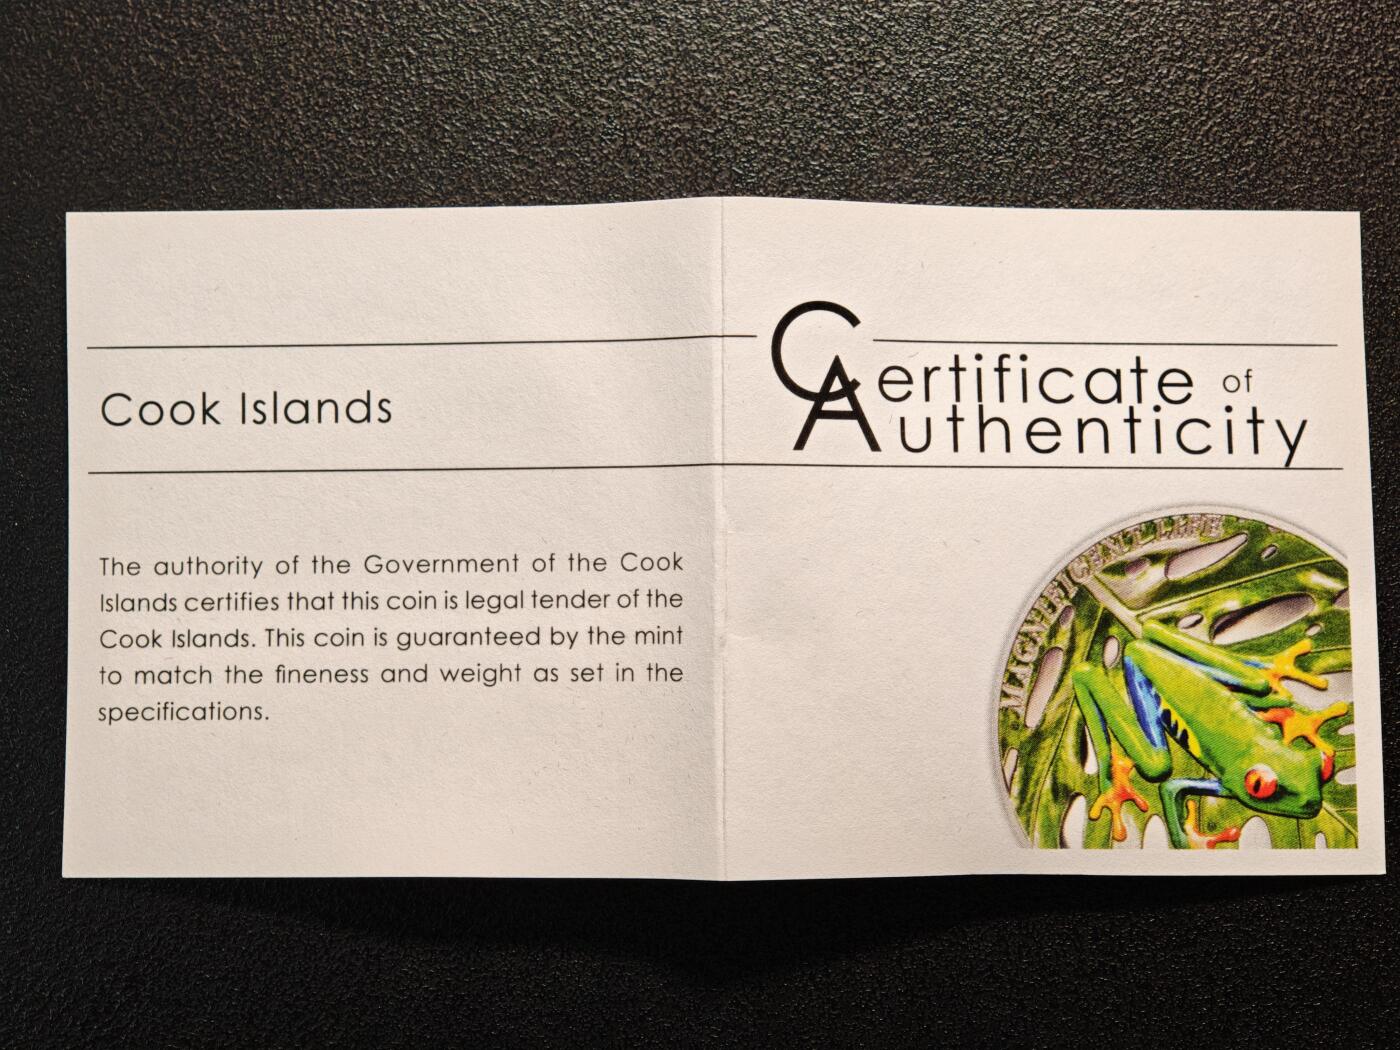 Cook Islands
The authority of the Government of the Cook
Islands certifies that this coin is legal tender of the
Cook Islands. This coin is guaranteed by the mint
to match the fineness and weight as set in the
specifications.
Certificate of
Authenticity
MAGNIFICENT LIFE